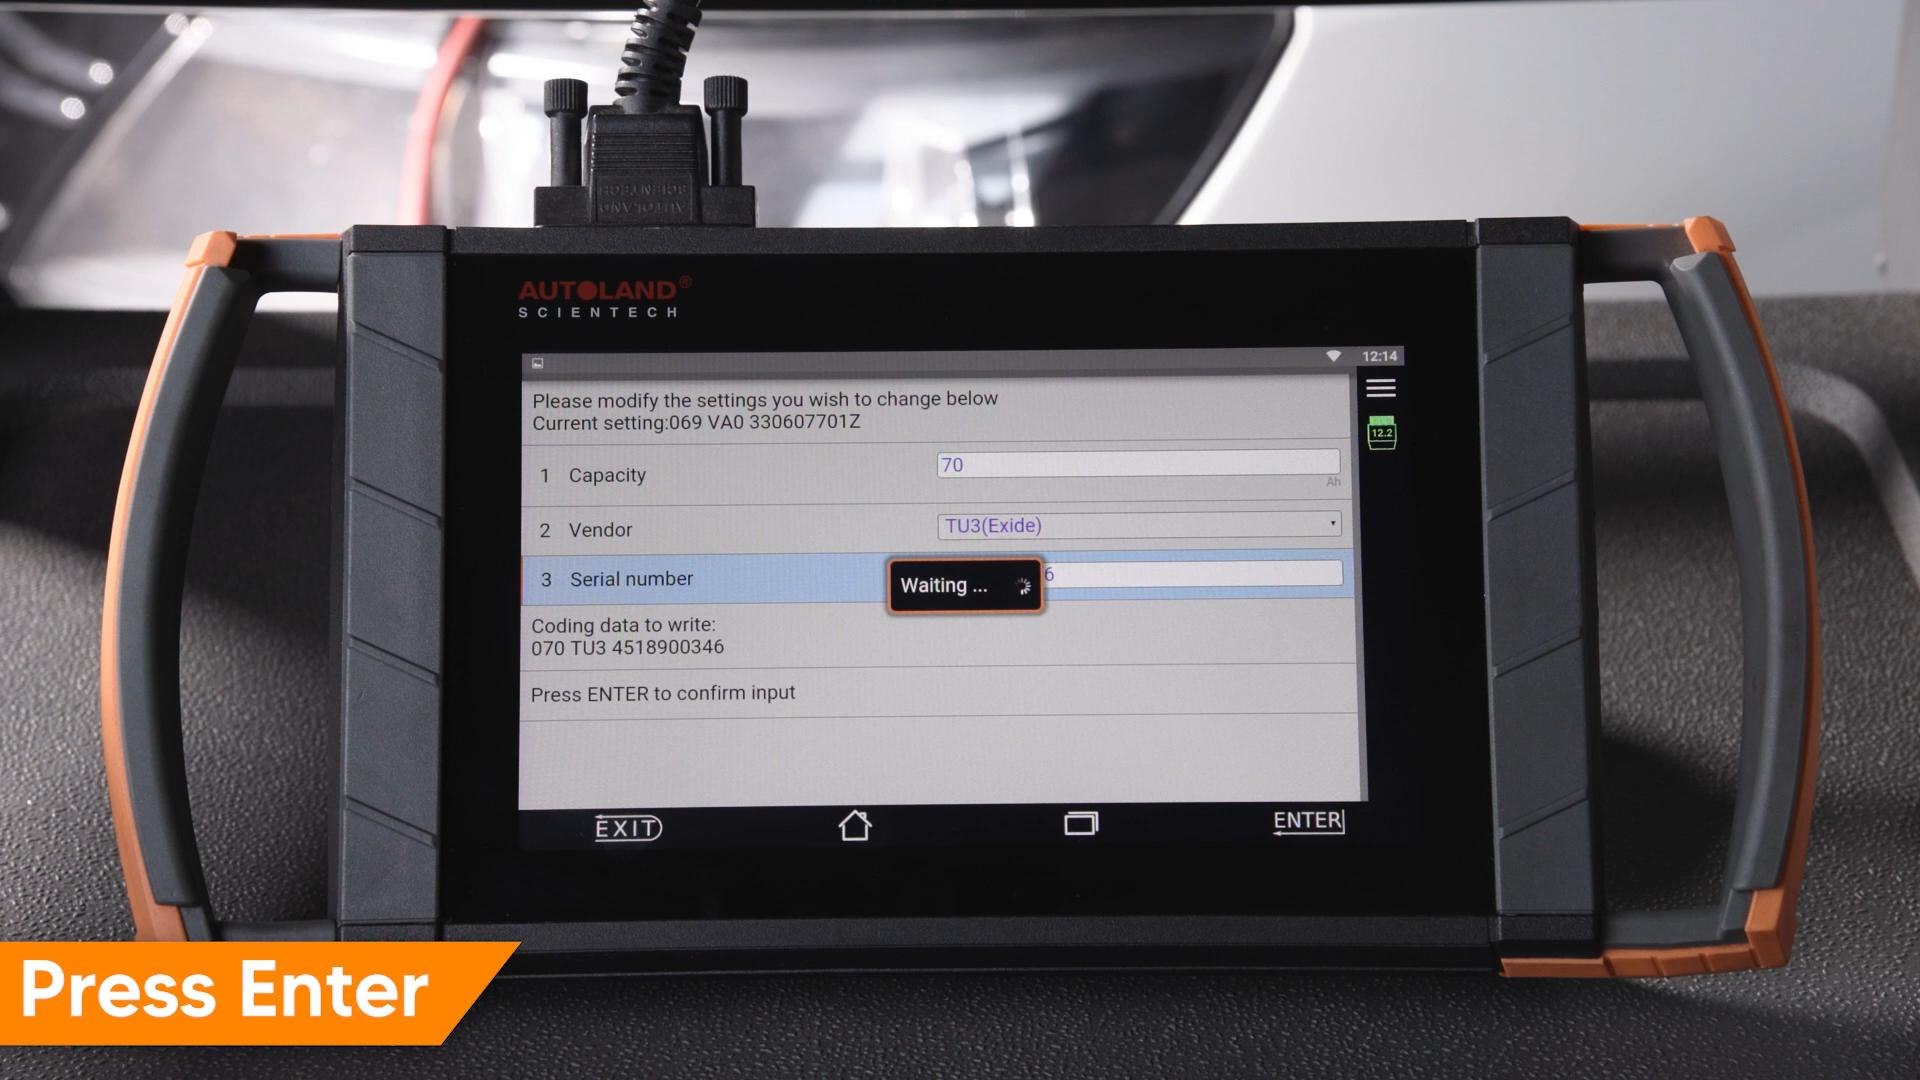 AUTOLAND
SCIENTECH
AUTOLAND®
SCIENTECH
12:14
Please modify the settings you wish to change below
Current setting:069 VA0 330607701Z
12.2
1 Capacity 70
Ah
2 Vendor TU3(Exide)
3 Serial number 6
Waiting ...
Coding data to write:
070 TU3 4518900346
Press ENTER to confirm input
EXIT ENTER
Press Enter